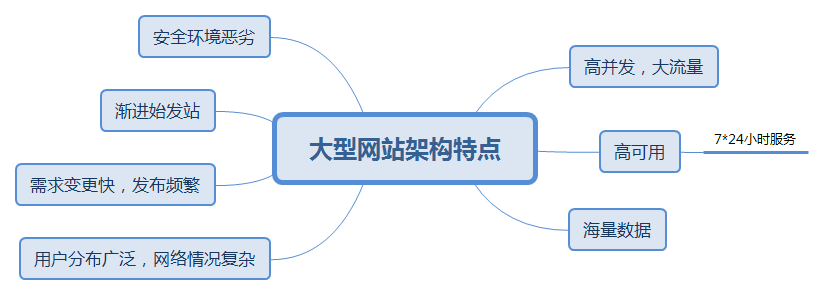 安全环境恶劣
渐进始发站
需求变更快，发布频繁
用户分布广泛，网络情况复杂
大型网站架构特点
高并发，大流量
高可用
7*24小时服务
海量数据